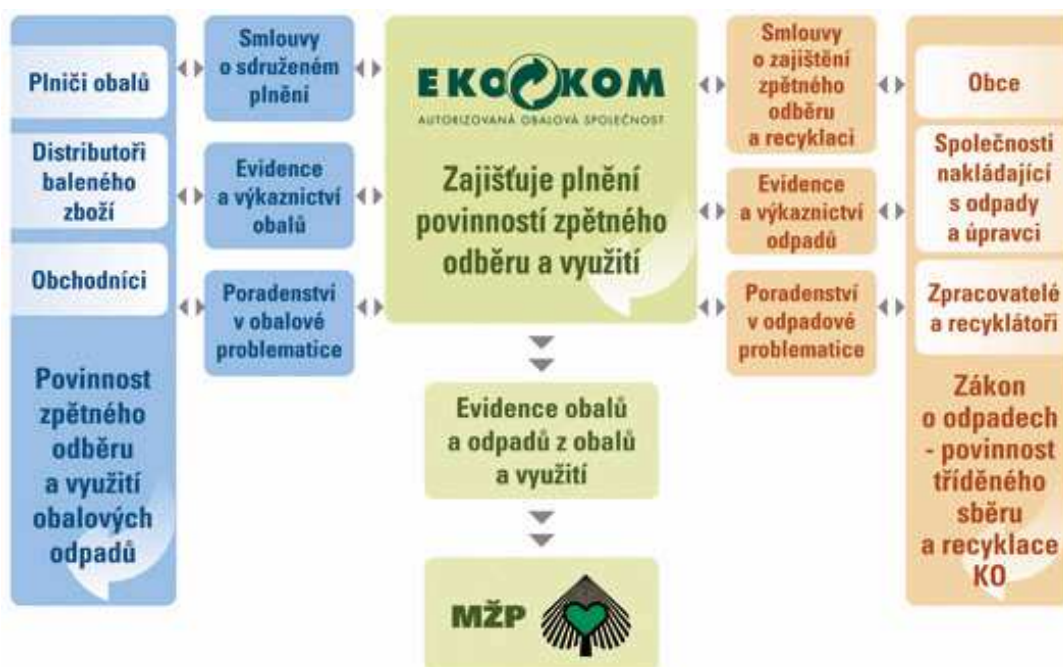 Plniči obalů
Distributoři
baleného
zboží
Obchodníci
Povinnost
zpětného
odběru
a využití
obalových
odpadů
Smlouvy
o sdruženém
plnění
Evidence
a výkaznictví
obalů
Poradenství
v obalové
problematice
EKO KOM
AUTORIZOVANÁ OBALOVÁ SPOLEČNOST
Zajišťuje plnění
povinností zpětného
odběru a využití
Evidence obalů
a odpadů z obalů
a využití
MŽP
Smlouvy
o zajištění
zpětného
odběru
a recyklaci
Evidence
a výkaznictví
odpadů
Poradenství
v odpadové
problematice
Obce
Společnosti
nakládající
s odpady
a úpravci
Zpracovatelé
a recyklátoři
Zákon
o odpadech
- povinnost
tříděného
sběru
a recyklace
KO